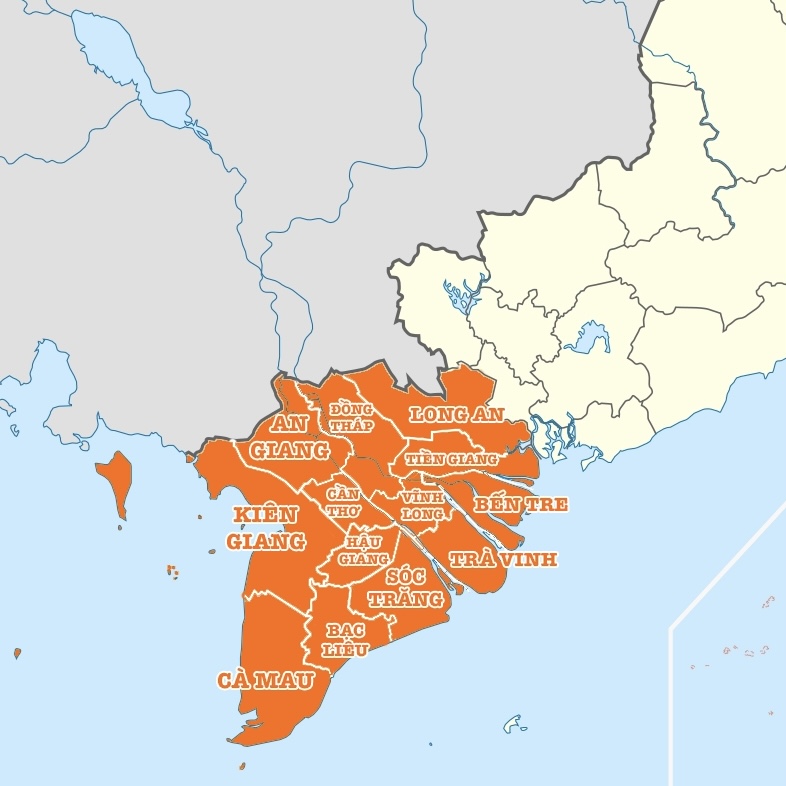 ĐỒNG
THÁP
LONG AN
AN
GIANG
TIỀN GIANG
CẦN
THƠ
VĨNH
LONG
BẾN TRE
KIÊN
GIANG
HẬU
GIANG
TRÀ VINH
SÓC
TRĂNG
BẠC
LIÊU
CÀ MAU